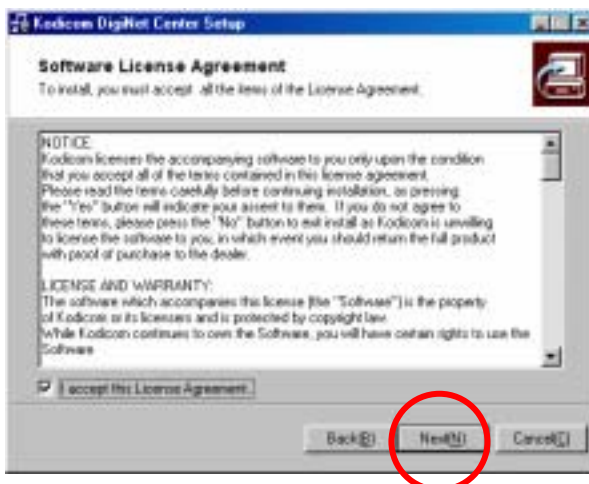 Kodicom DigiNet Center Setup
Software License Agreement
To install, you must accept all the items of the License Agreement.
NOTICE:
Kodicom licenses the accompanying software to you only upon the condition
that you accept all of the terms contained in this license agreement.
Please read the terms carefully before continuing installation, as pressing
the "Yes" button will indicate your assent to them. If you do not agree to
these terms, please press the "No" button to exit install as Kodicom is unwilling
to license the software to you, in which event you should return the full product
with proof of purchase to the dealer.
LICENSE AND WARRANTY:
The software which accompanies this license (the "Software") is the property
of Kodicom or its licensers and is protected by copyright law.
While Kodicom continues to own the Software, you will have certain rights to use the
Software
I accept this License Agreement.
Back(B) Next(N) Cancel(C)